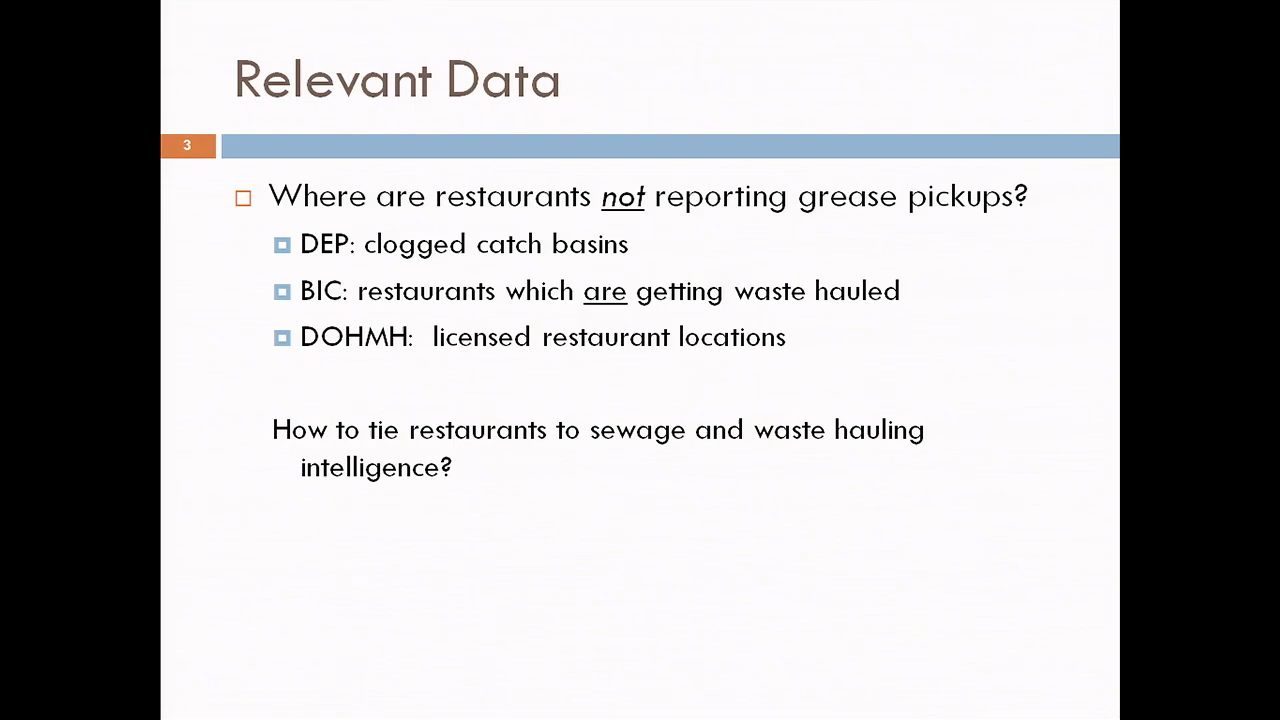 Relevant Data
3
Where are restaurants not reporting grease pickups?
DEP: clogged catch basins
BIC: restaurants which are getting waste hauled
DOHMH:  licensed restaurant locations
How to tie restaurants to sewage and waste hauling
intelligence?